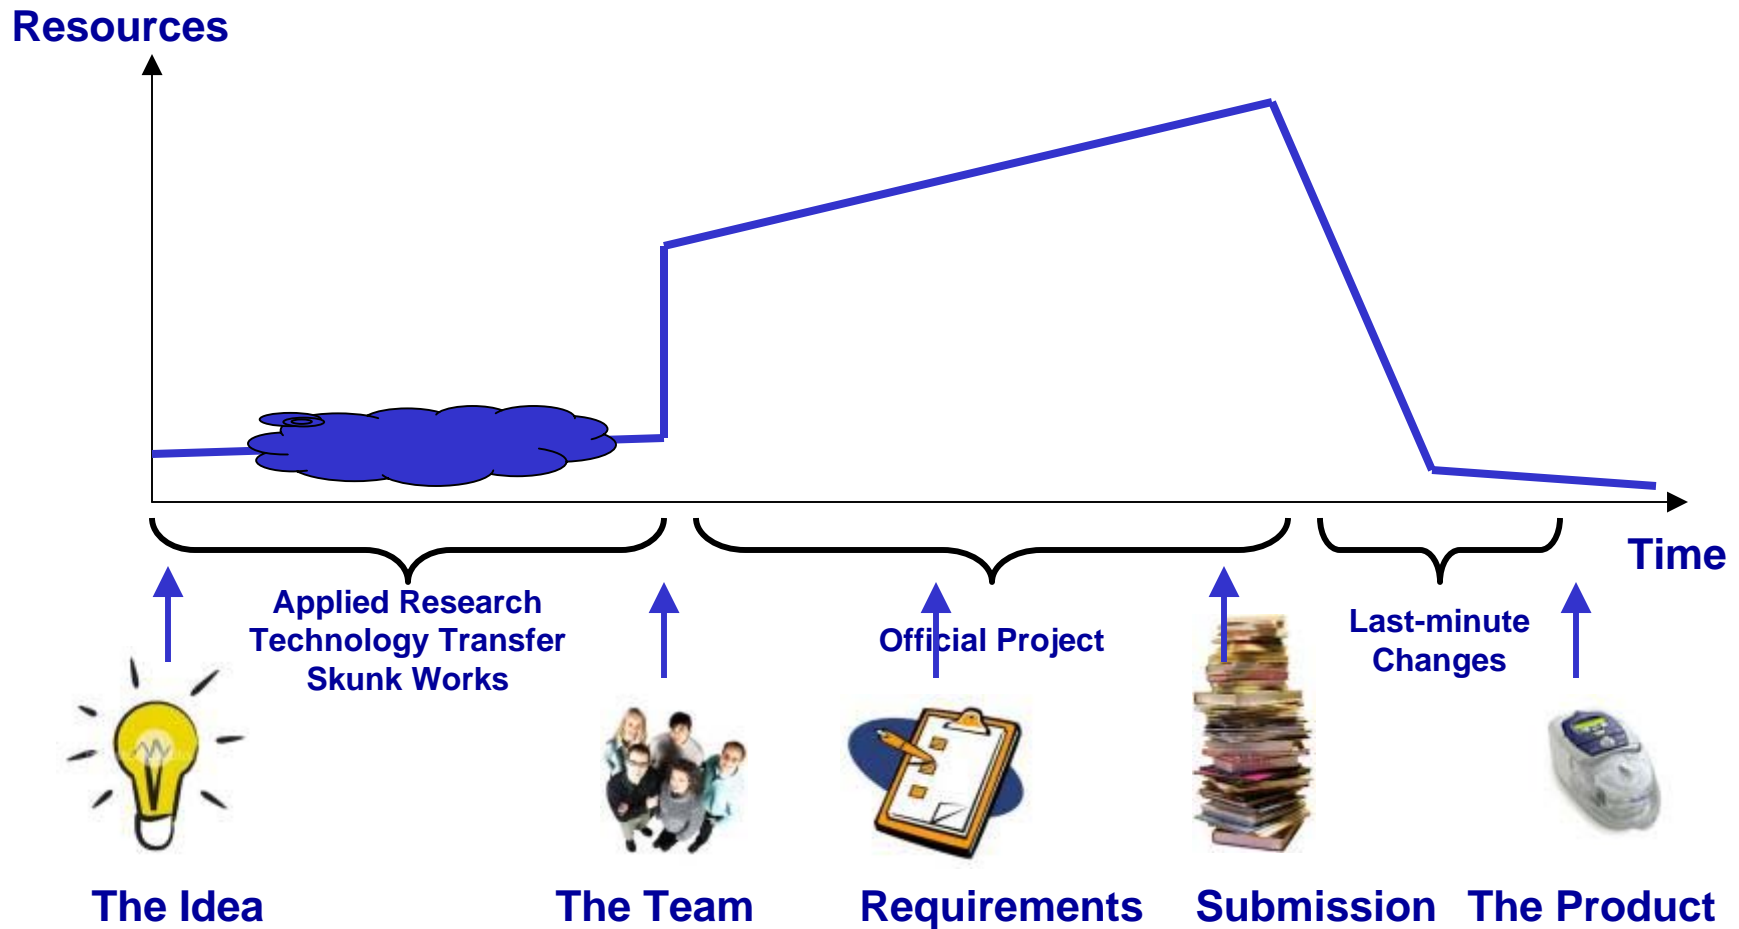 Resources
Time
Applied Research
Technology Transfer
Skunk Works
Official Project
Last-minute
Changes
The Idea
The Team
Requirements
Submission
The Product